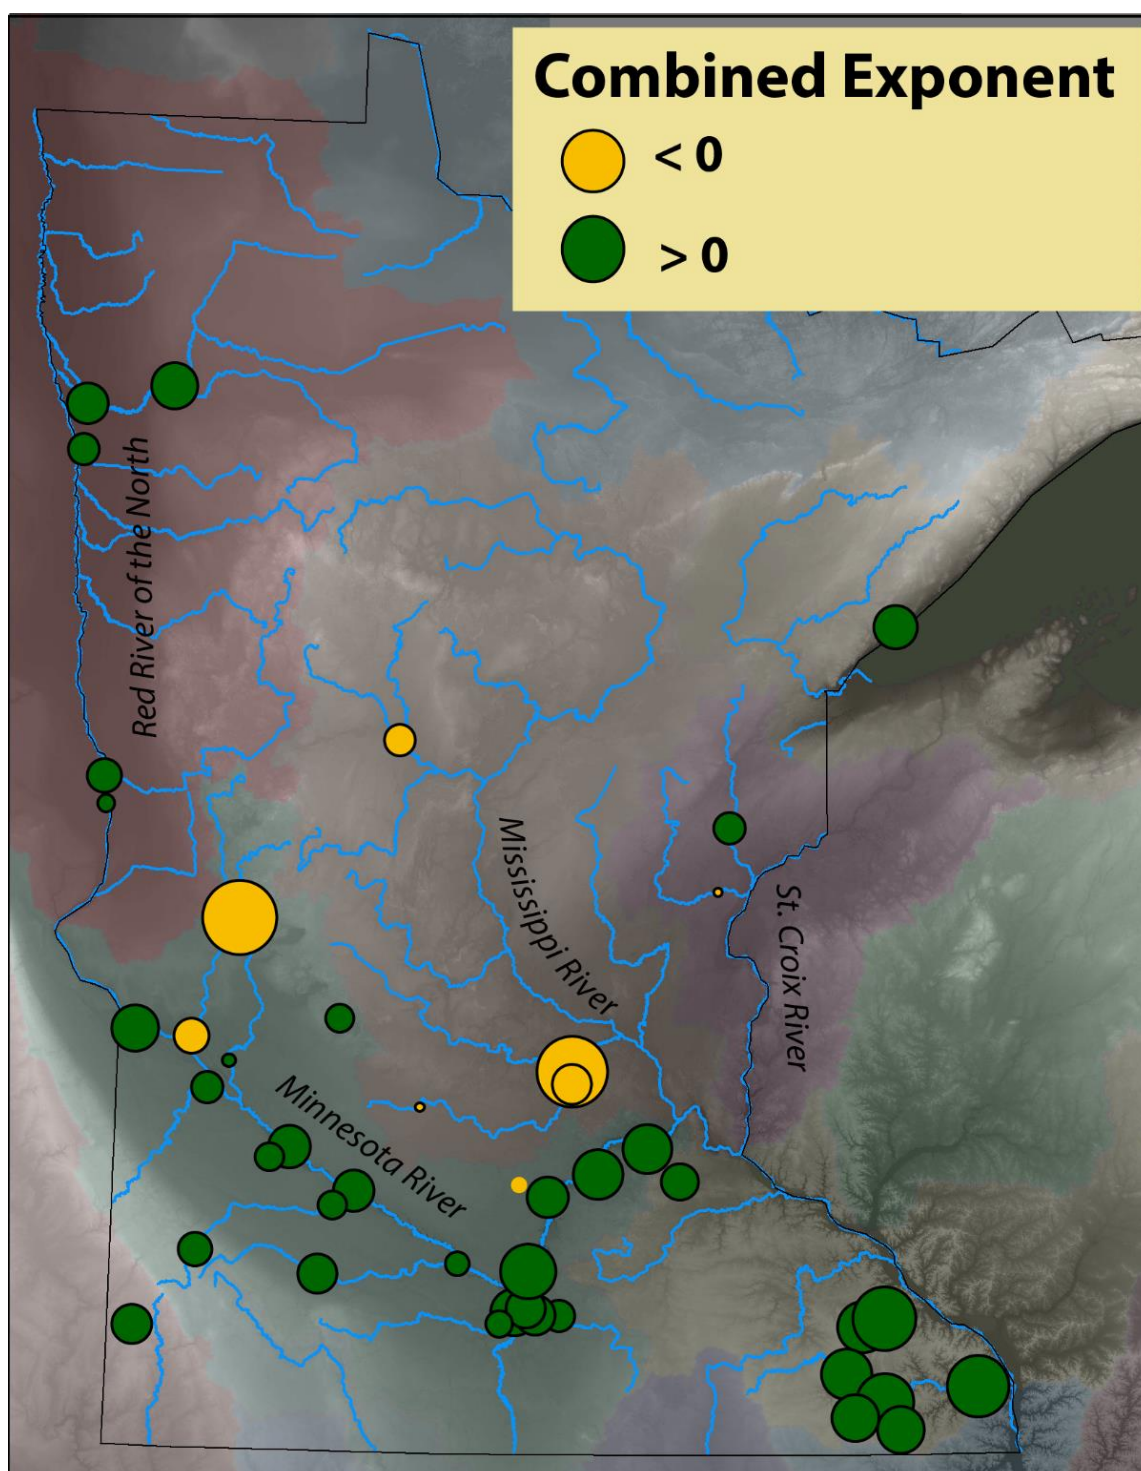 Combined Exponent
< 0
> 0
Red River of the North
Mississippi River
St. Croix River
Minnesota River